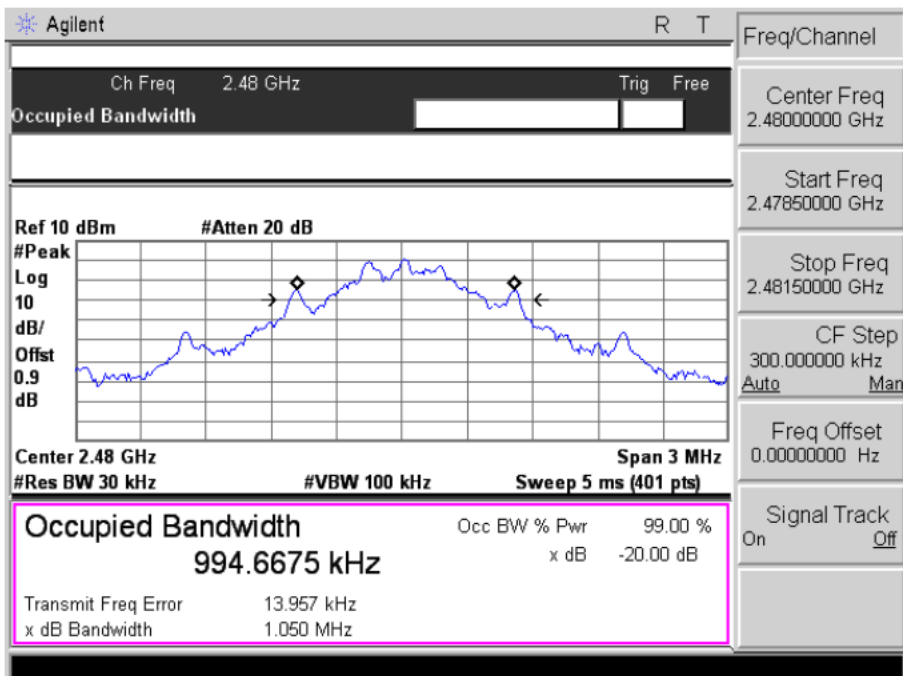 Agilent R T
Ch Freq 2.48 GHz Trig Free
Occupied Bandwidth
Ref 10 dBm #Atten 20 dB
#Peak
Log
10
dB/
Offst
0.9
dB
Center 2.48 GHz Span 3 MHz
#Res BW 30 kHz #VBW 100 kHz Sweep 5 ms (401 pts)
Occupied Bandwidth
994.6675 kHz
Occ BW % Pwr 99.00 %
x dB -20.00 dB
Transmit Freq Error 13.957 kHz
x dB Bandwidth 1.050 MHz
Freq/Channel
Center Freq
2.48000000 GHz
Start Freq
2.47850000 GHz
Stop Freq
2.48150000 GHz
CF Step
300.000000 kHz
Auto Man
Freq Offset
0.00000000 Hz
Signal Track
On Off